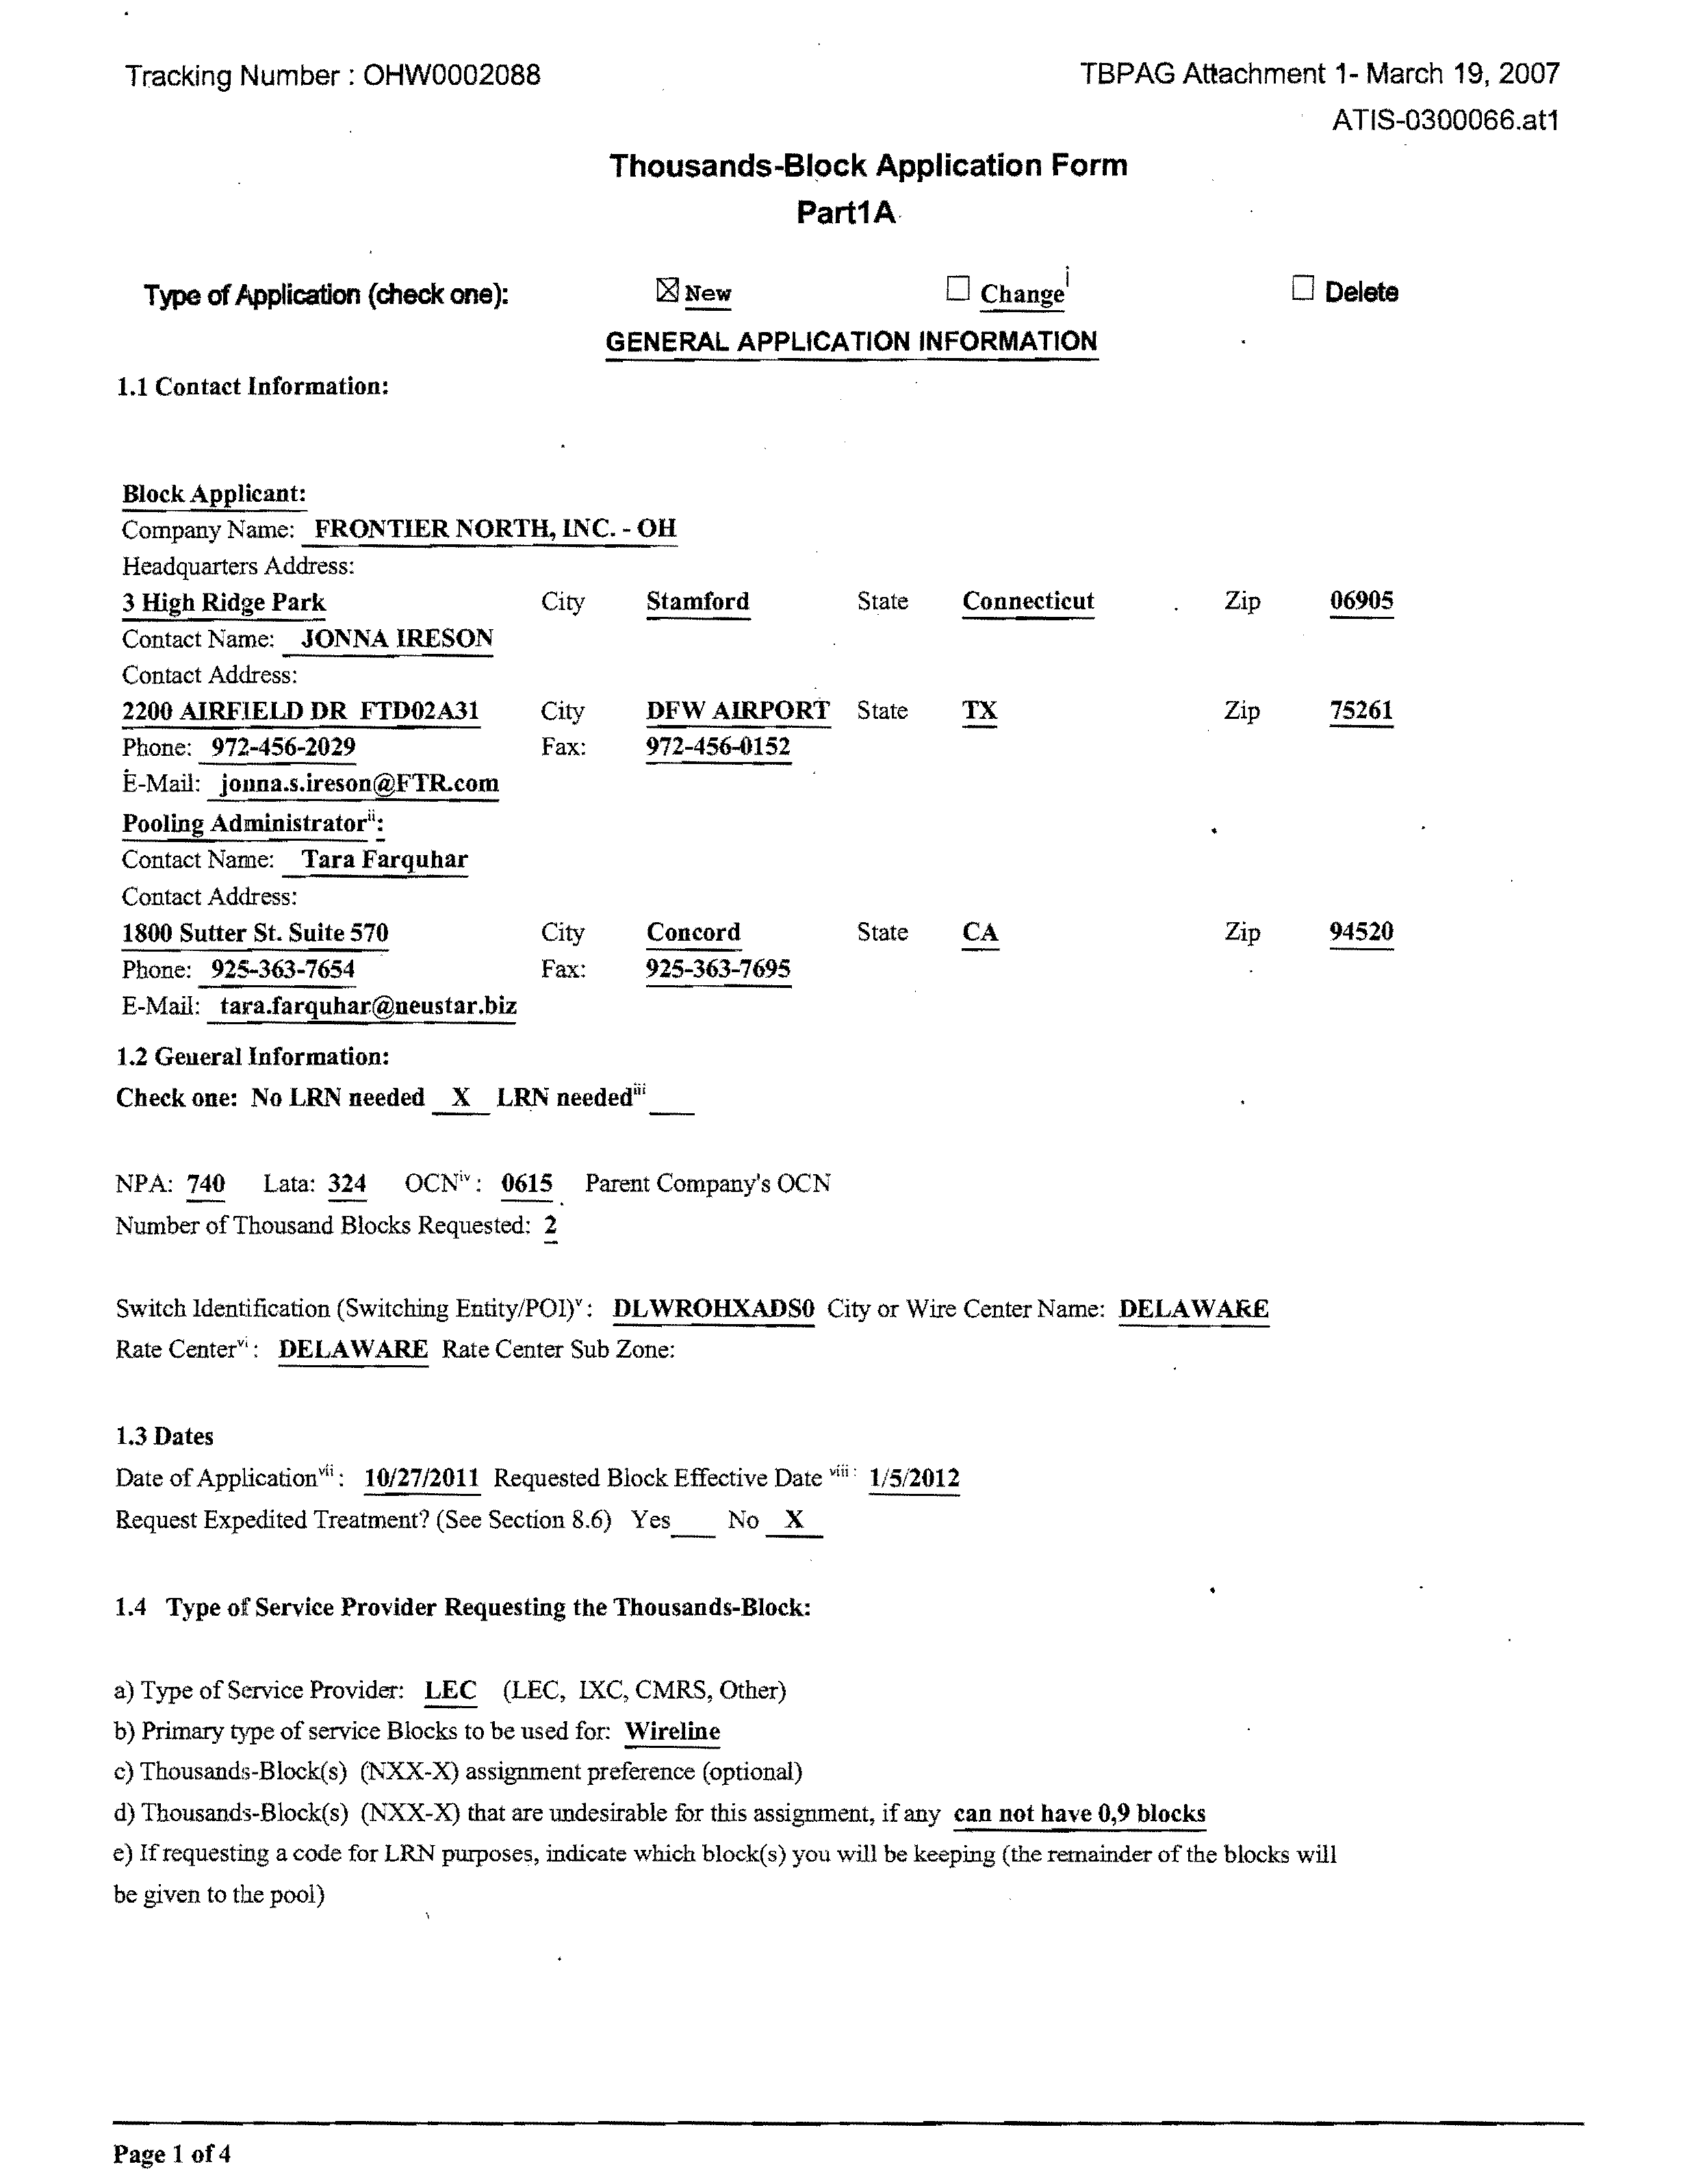 Tracking Number : OHW0002088
TBPAG Attachment 1- March 19, 2007
ATIS-0300066.at1
Thousands-Block Application Form
Part1A
Type of Application (check one): ☒ New ☐ Change i ☐ Delete
GENERAL APPLICATION INFORMATION
1.1 Contact Information:
Block Applicant:
Company Name: FRONTIER NORTH, INC. - OH
Headquarters Address:
3 High Ridge Park City Stamford State Connecticut Zip 06905
Contact Name: JONNA IRESON
Contact Address:
2200 AIRFIELD DR FTD02A31 City DFW AIRPORT State TX Zip 75261
Phone: 972-456-2029 Fax: 972-456-0152
E-Mail: jonna.s.ireson@FTR.com
Pooling Administrator ii:
Contact Name: Tara Farquhar
Contact Address:
1800 Sutter St. Suite 570 City Concord State CA Zip 94520
Phone: 925-363-7654 Fax: 925-363-7695
E-Mail: tara.farquhar@neustar.biz
1.2 General Information:
Check one: No LRN needed X LRN needed iii ___
NPA: 740 Lata: 324 OCN iv : 0615 Parent Company's OCN
Number of Thousand Blocks Requested: 2
Switch Identification (Switching Entity/POI) v : DLWROHXADS0 City or Wire Center Name: DELAWARE
Rate Center vi : DELAWARE Rate Center Sub Zone:
1.3 Dates
Date of Application vii : 10/27/2011 Requested Block Effective Date viii : 1/5/2012
Request Expedited Treatment? (See Section 8.6) Yes ___ No X
1.4 Type of Service Provider Requesting the Thousands-Block:
a) Type of Service Provider: LEC (LEC, IXC, CMRS, Other)
b) Primary type of service Blocks to be used for: Wireline
c) Thousands-Block(s) (NXX-X) assignment preference (optional)
d) Thousands-Block(s) (NXX-X) that are undesirable for this assignment, if any can not have 0,9 blocks
e) If requesting a code for LRN purposes, indicate which block(s) you will be keeping (the remainder of the blocks will
be given to the pool)
Page 1 of 4